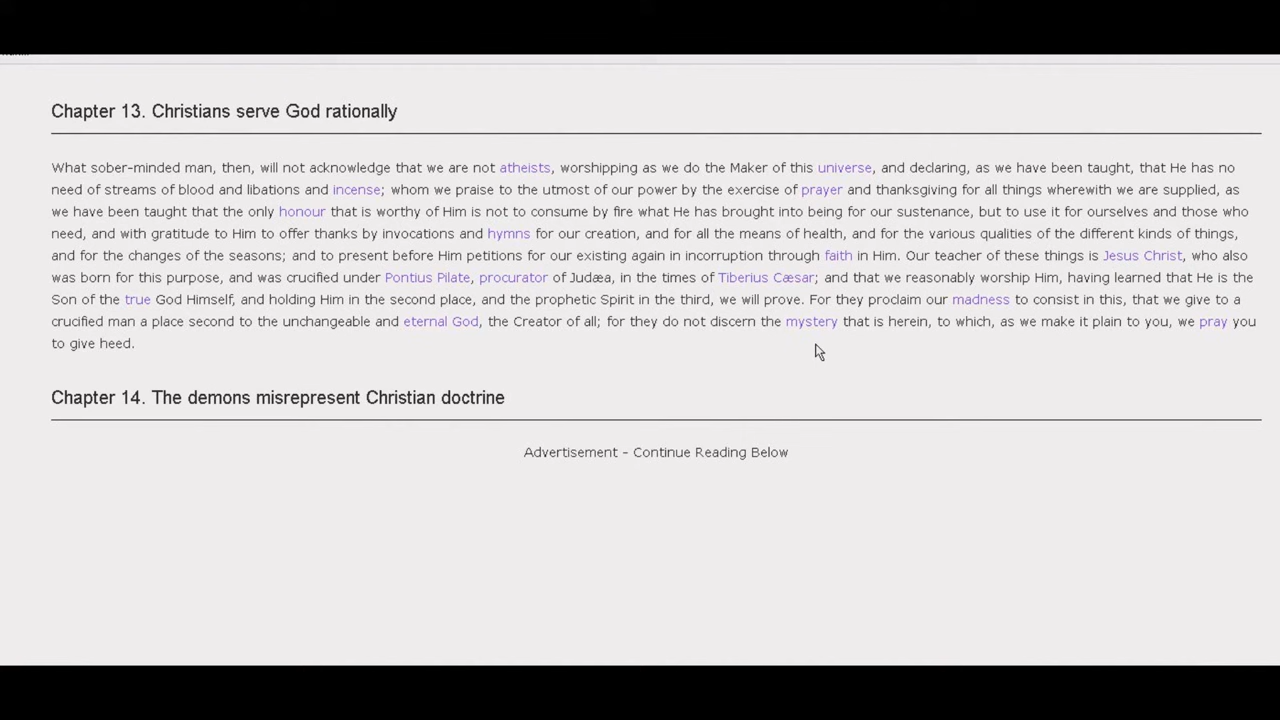 Chapter 13. Christians serve God rationally
What sober-minded man, then, will not acknowledge that we are not atheists, worshipping as we do the Maker of this universe, and declaring, as we have been taught, that He has no
need of streams of blood and libations and incense; whom we praise to the utmost of our power by the exercise of prayer and thanksgiving for all things wherewith we are supplied, as
we have been taught that the only honour that is worthy of Him is not to consume by fire what He has brought into being for our sustenance, but to use it for ourselves and those who
need, and with gratitude to Him to offer thanks by invocations and hymns for our creation, and for all the means of health, and for the various qualities of the different kinds of things,
and for the changes of the seasons; and to present before Him petitions for our existing again in incorruption through faith in Him. Our teacher of these things is Jesus Christ, who also
was born for this purpose, and was crucified under Pontius Pilate, procurator of Judæa, in the times of Tiberius Cæsar; and that we reasonably worship Him, having learned that He is the
Son of the true God Himself, and holding Him in the second place, and the prophetic Spirit in the third, we will prove. For they proclaim our madness to consist in this, that we give to a
crucified man a place second to the unchangeable and eternal God, the Creator of all; for they do not discern the mystery that is herein, to which, as we make it plain to you, we pray you
to give heed.
Chapter 14. The demons misrepresent Christian doctrine
Advertisement - Continue Reading Below